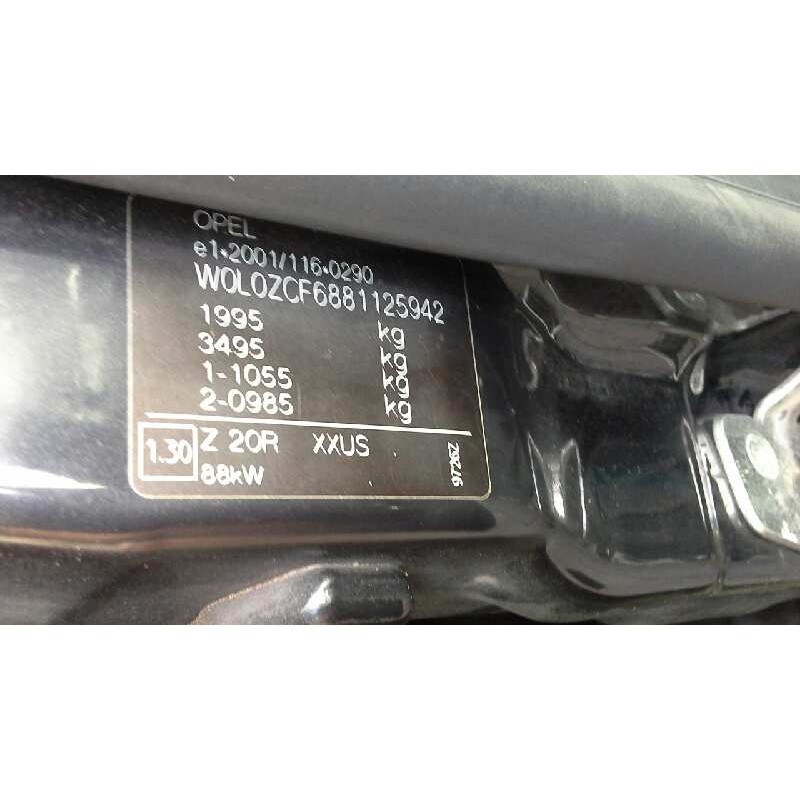 OPEL
e1*2001/116*0290
W0L0ZCF6881125942
1995 kg
3495 kg
1-1055 kg
2-0985 kg
1.30 Z 20R XXUS
88kW